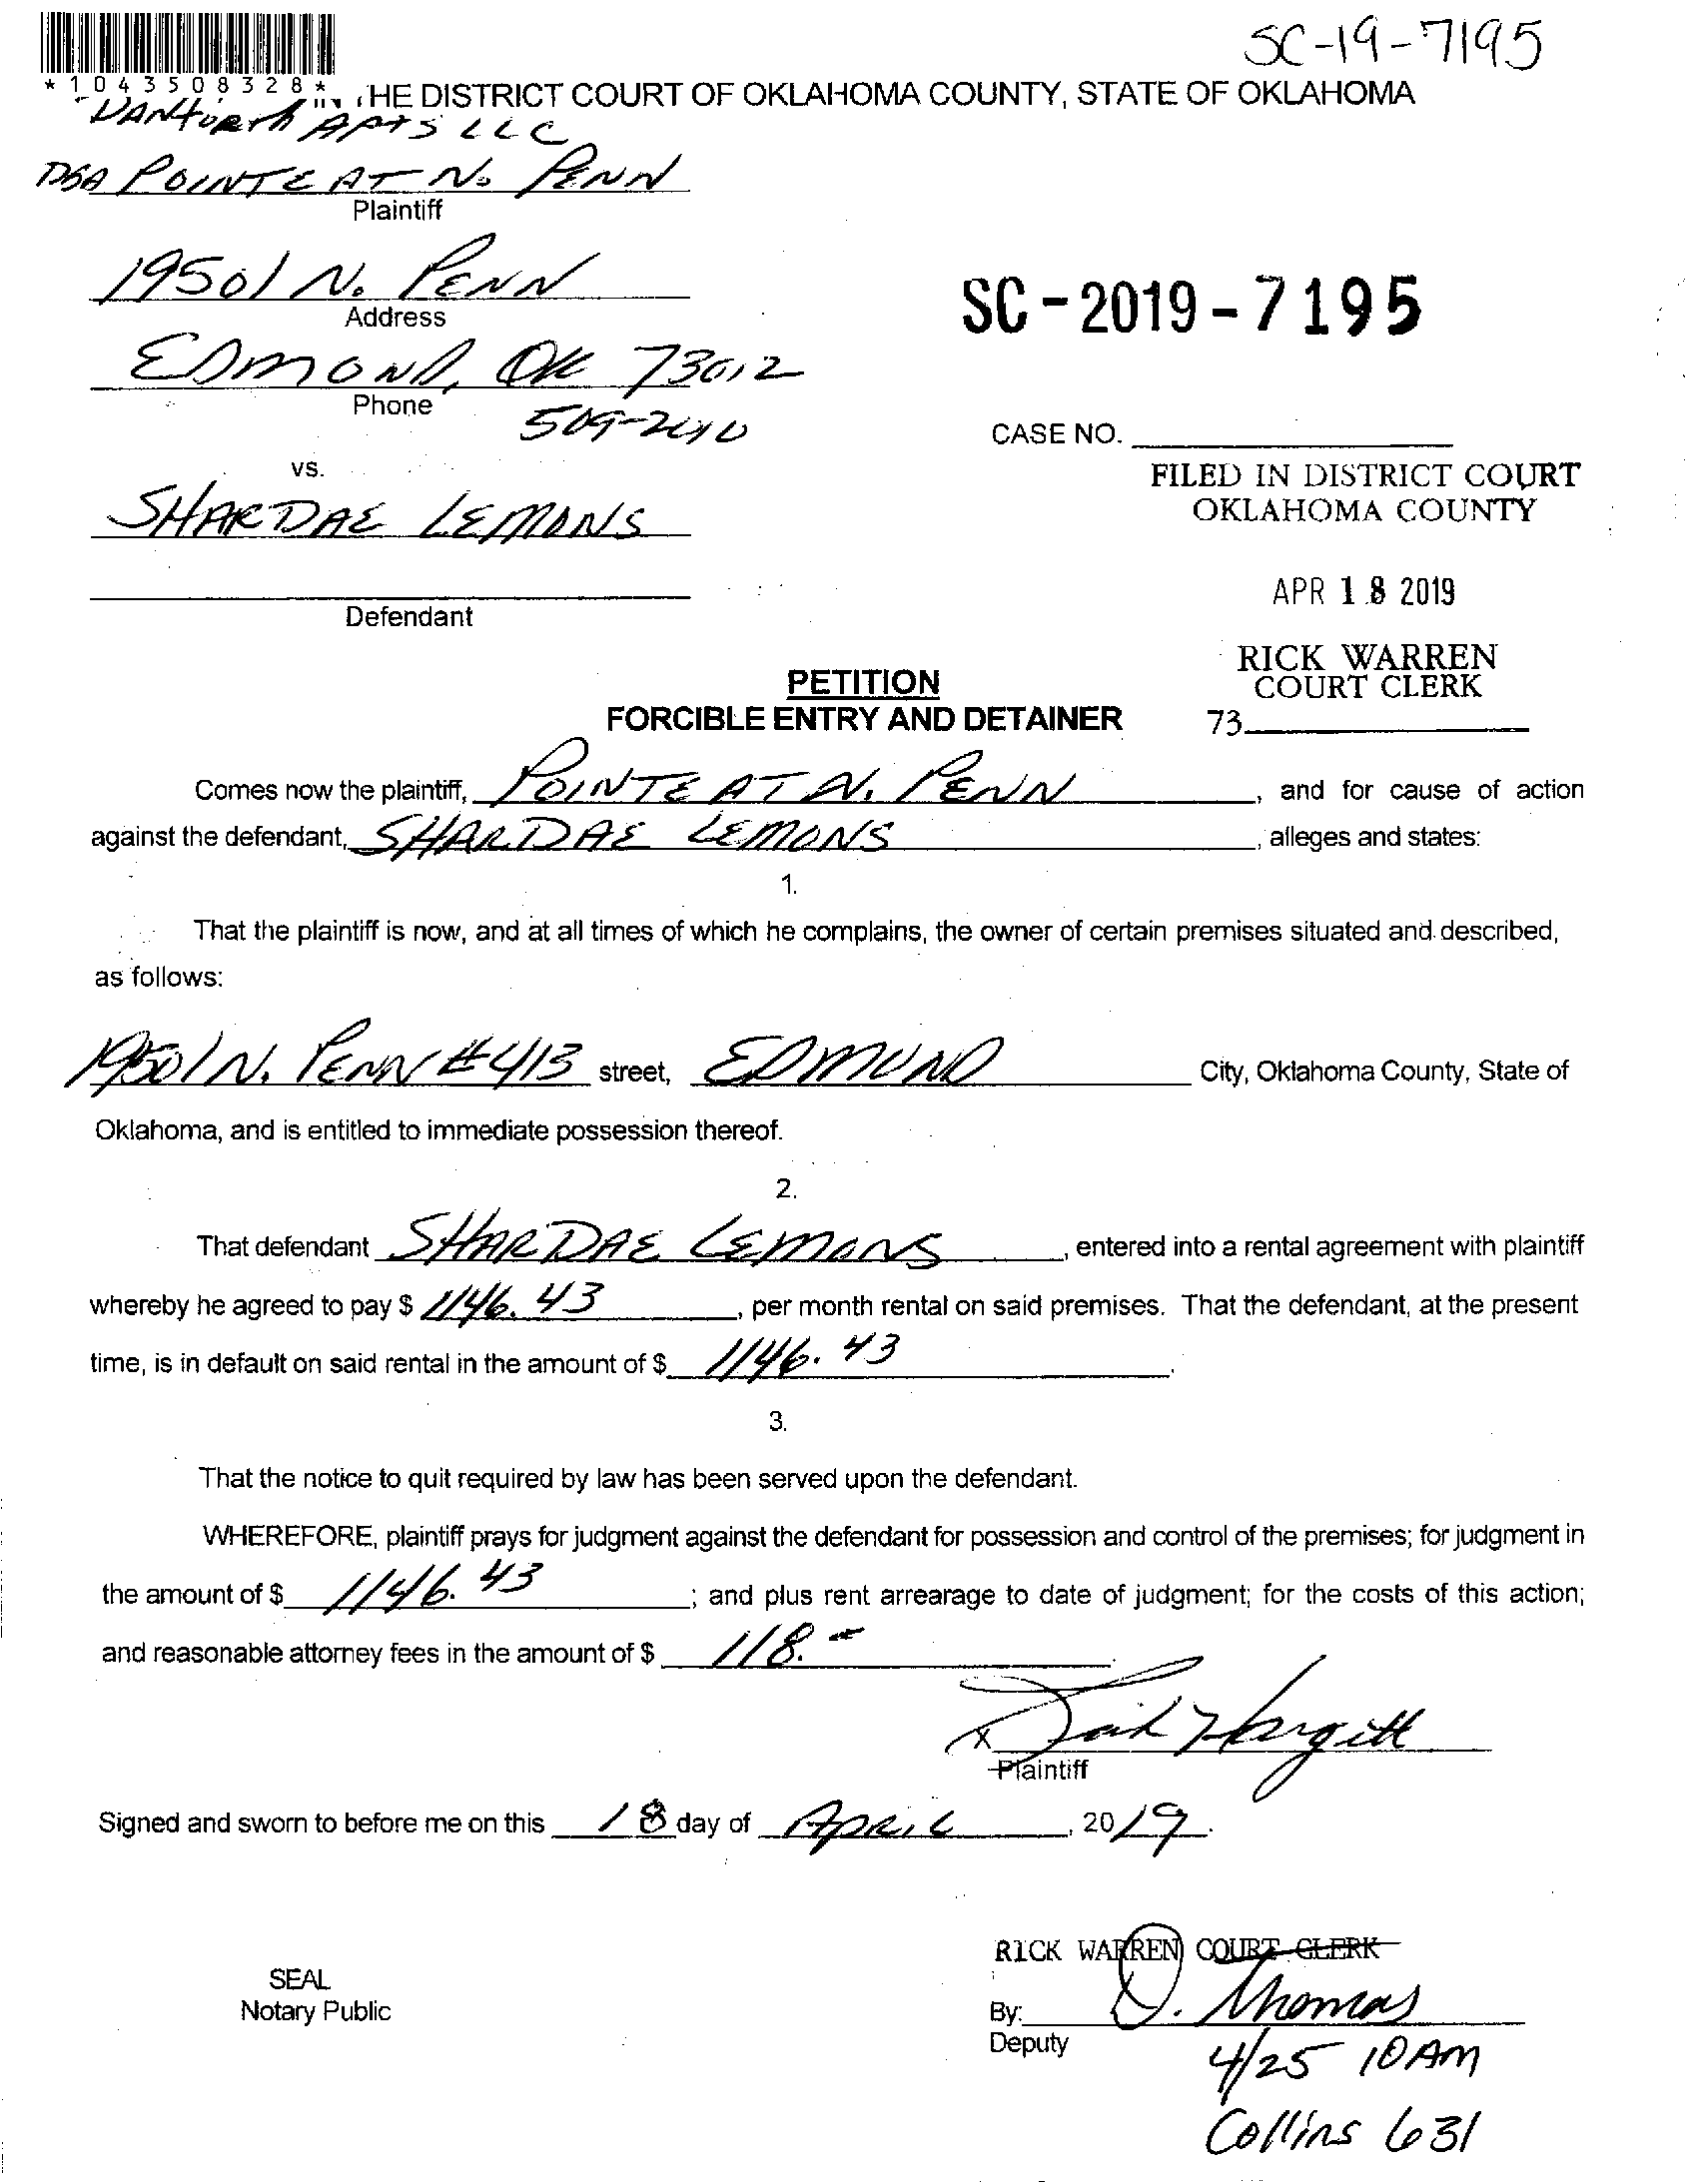 SC-19-7195
*1043508328*
IN THE DISTRICT COURT OF OKLAHOMA COUNTY, STATE OF OKLAHOMA
DANforth APTS LLC
DBA POINTE AT N. PENN
Plaintiff
19501 N. PENN
Address
SC-2019-7195
EDMOND, OK 73012
Phone
509-2010
CASE NO.
vs.
FILED IN DISTRICT COURT
OKLAHOMA COUNTY
SHARDAE LEMONS
APR 18 2019
Defendant
RICK WARREN
COURT CLERK
73
PETITION
FORCIBLE ENTRY AND DETAINER
Comes now the plaintiff, POINTE AT N. PENN, and for cause of action
against the defendant, SHARDAE LEMONS, alleges and states:
1.
That the plaintiff is now, and at all times of which he complains, the owner of certain premises situated and described,
as follows:
19501 N. PENN #413 street, EDMOND City, Oklahoma County, State of
Oklahoma, and is entitled to immediate possession thereof.
2.
That defendant SHARDAE LEMONS, entered into a rental agreement with plaintiff
whereby he agreed to pay $ 1146.43, per month rental on said premises. That the defendant, at the present
time, is in default on said rental in the amount of $ 1146.43.
3.
That the notice to quit required by law has been served upon the defendant.
WHEREFORE, plaintiff prays for judgment against the defendant for possession and control of the premises; for judgment in
the amount of $ 1146.43; and plus rent arrearage to date of judgment; for the costs of this action;
and reasonable attorney fees in the amount of $ 118.-.
X Hargett
Plaintiff
Signed and sworn to before me on this 18 day of APRIL, 2019.
RICK WARREN COURT CLERK
SEAL
Notary Public
By: D. Thomas
Deputy
4/25 10AM
Collins 631